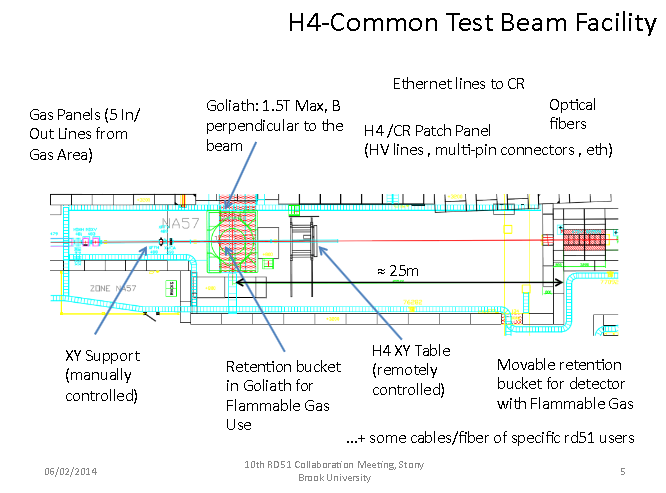 H4-Common Test Beam Facility
Ethernet lines to CR
Gas Panels (5 In/
Out Lines from
Gas Area)
Goliath: 1.5T Max, B
perpendicular to the
beam
Optical
fibers
H4 /CR Patch Panel
(HV lines , multi-pin connectors , eth)
NA57
≈ 25m
ZONE NA57
XY Support
(manually
controlled)
Retention bucket
in Goliath for
Flammable Gas
Use
H4 XY Table
(remotely
controlled)
Movable retention
bucket for detector
with Flammable Gas
...+ some cables/fiber of specific rd51 users
06/02/2014
10th RD51 Collaboration Meeting, Stony
Brook University
5